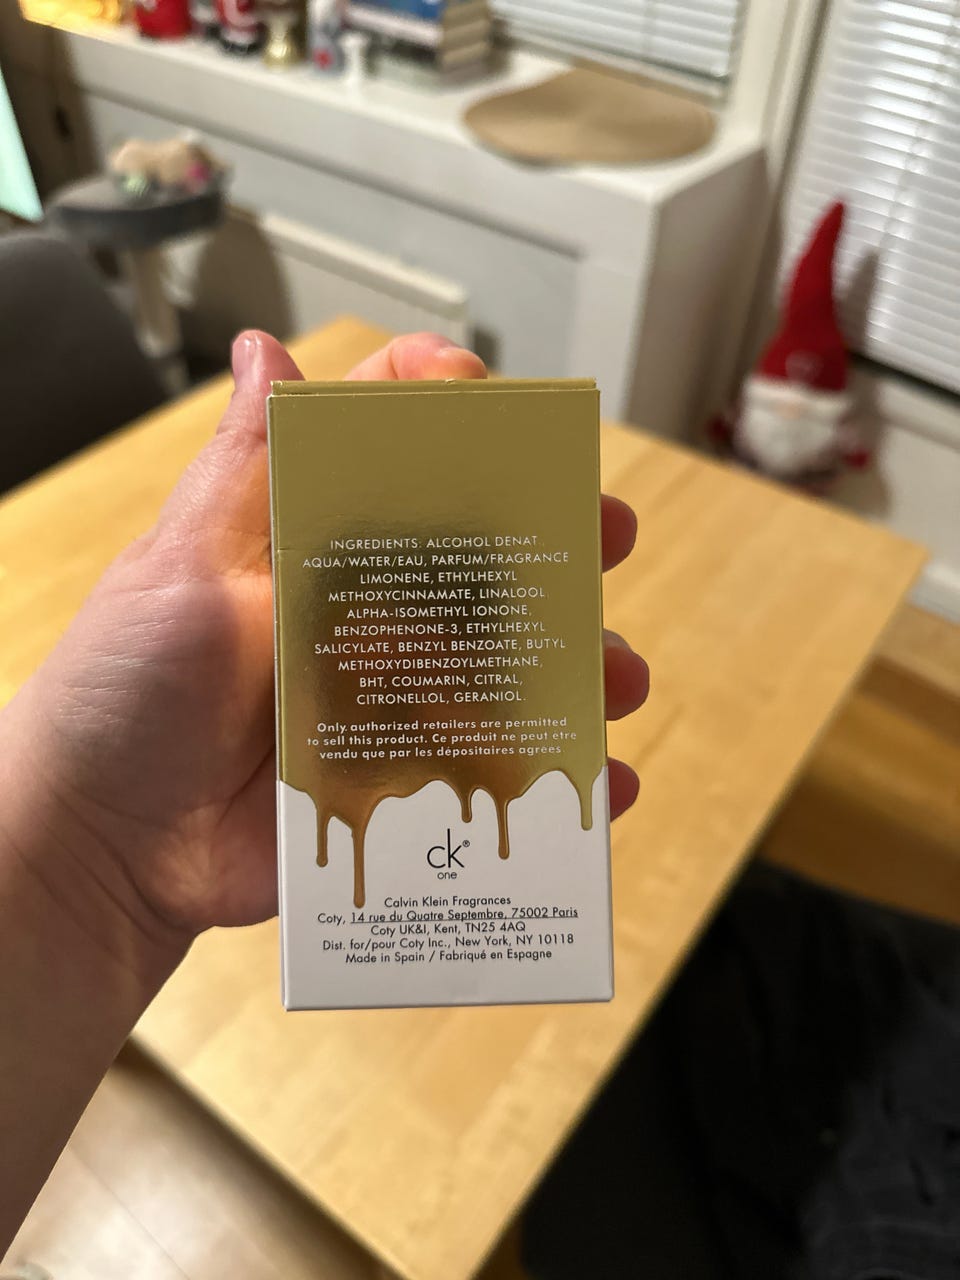 INGREDIENTS: ALCOHOL DENAT.,
AQUA/WATER/EAU, PARFUM/FRAGRANCE
LIMONENE, ETHYLHEXYL
METHOXYCINNAMATE, LINALOOL,
ALPHA-ISOMETHYL IONONE,
BENZOPHENONE-3, ETHYLHEXYL
SALICYLATE, BENZYL BENZOATE, BUTYL
METHOXYDIBENZOYLMETHANE,
BHT, COUMARIN, CITRAL,
CITRONELLOL, GERANIOL.
Only authorized retailers are permitted
to sell this product. Ce produit ne peut être
vendu que par les dépositaires agréés.
ck®
one
Calvin Klein Fragrances
Coty, 14 rue du Quatre Septembre, 75002 Paris
Coty UK&I, Kent, TN25 4AQ
Dist. for/pour Coty Inc., New York, NY 10118
Made in Spain / Fabriqué en Espagne